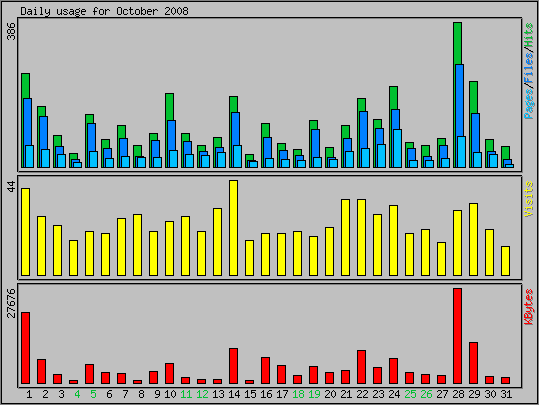 Daily usage for October 2008
386
Pages/Files/Hits
44
Visits
27676
KBytes
1 2 3 4 5 6 7 8 9 10 11 12 13 14 15 16 17 18 19 20 21 22 23 24 25 26 27 28 29 30 31